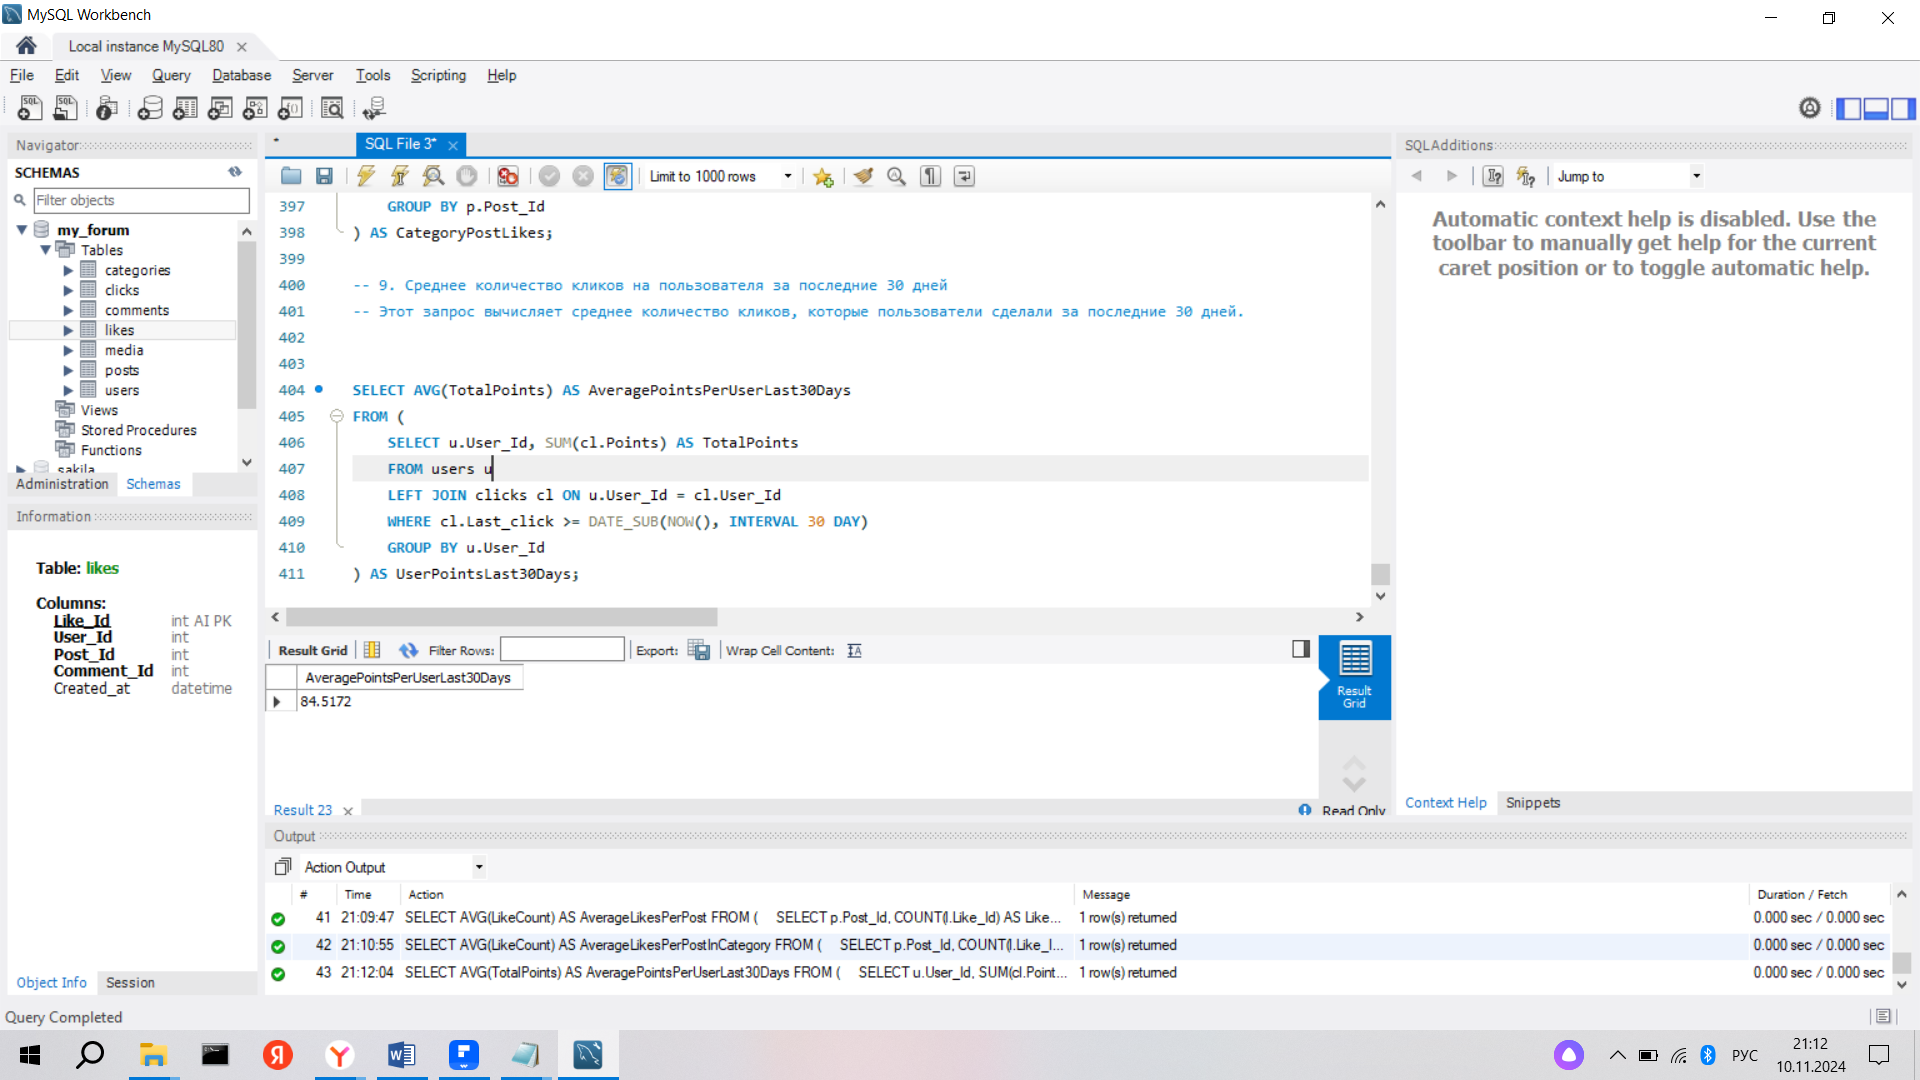 MySQL Workbench
Local instance MySQL80
File Edit View Query Database Server Tools Scripting Help
Navigator
SCHEMAS
Filter objects
my_forum
Tables
categories
clicks
comments
likes
media
posts
users
Views
Stored Procedures
Functions
sakila
Administration Schemas
Information
Table: likes
Columns:
Like_Id int AI PK
User_Id int
Post_Id int
Comment_Id int
Created_at datetime
Object Info Session
SQL File 3*
Limit to 1000 rows
397 GROUP BY p.Post_Id
398 ) AS CategoryPostLikes;
399
400 -- 9. Среднее количество кликов на пользователя за последние 30 дней
401 -- Этот запрос вычисляет среднее количество кликов, которые пользователи сделали за последние 30 дней.
402
403
404 SELECT AVG(TotalPoints) AS AveragePointsPerUserLast30Days
405 FROM (
406 SELECT u.User_Id, SUM(cl.Points) AS TotalPoints
407 FROM users u
408 LEFT JOIN clicks cl ON u.User_Id = cl.User_Id
409 WHERE cl.Last_click >= DATE_SUB(NOW(), INTERVAL 30 DAY)
410 GROUP BY u.User_Id
411 ) AS UserPointsLast30Days;
Result Grid Filter Rows: Export: Wrap Cell Content:
AveragePointsPerUserLast30Days
84.5172
Result
Grid
Result 23
Read Only
SQLAdditions
Jump to
Automatic context help is disabled. Use the
toolbar to manually get help for the current
caret position or to toggle automatic help.
Context Help Snippets
Output
Action Output
# Time Action Message Duration / Fetch
41 21:09:47 SELECT AVG(LikeCount) AS AverageLikesPerPost FROM ( SELECT p.Post_Id, COUNT(l.Like_Id) AS Like... 1 row(s) returned 0.000 sec / 0.000 sec
42 21:10:55 SELECT AVG(LikeCount) AS AverageLikesPerPostInCategory FROM ( SELECT p.Post_Id, COUNT(l.Like_I... 1 row(s) returned 0.000 sec / 0.000 sec
43 21:12:04 SELECT AVG(TotalPoints) AS AveragePointsPerUserLast30Days FROM ( SELECT u.User_Id, SUM(cl.Point... 1 row(s) returned 0.000 sec / 0.000 sec
Query Completed
РУС
21:12
10.11.2024